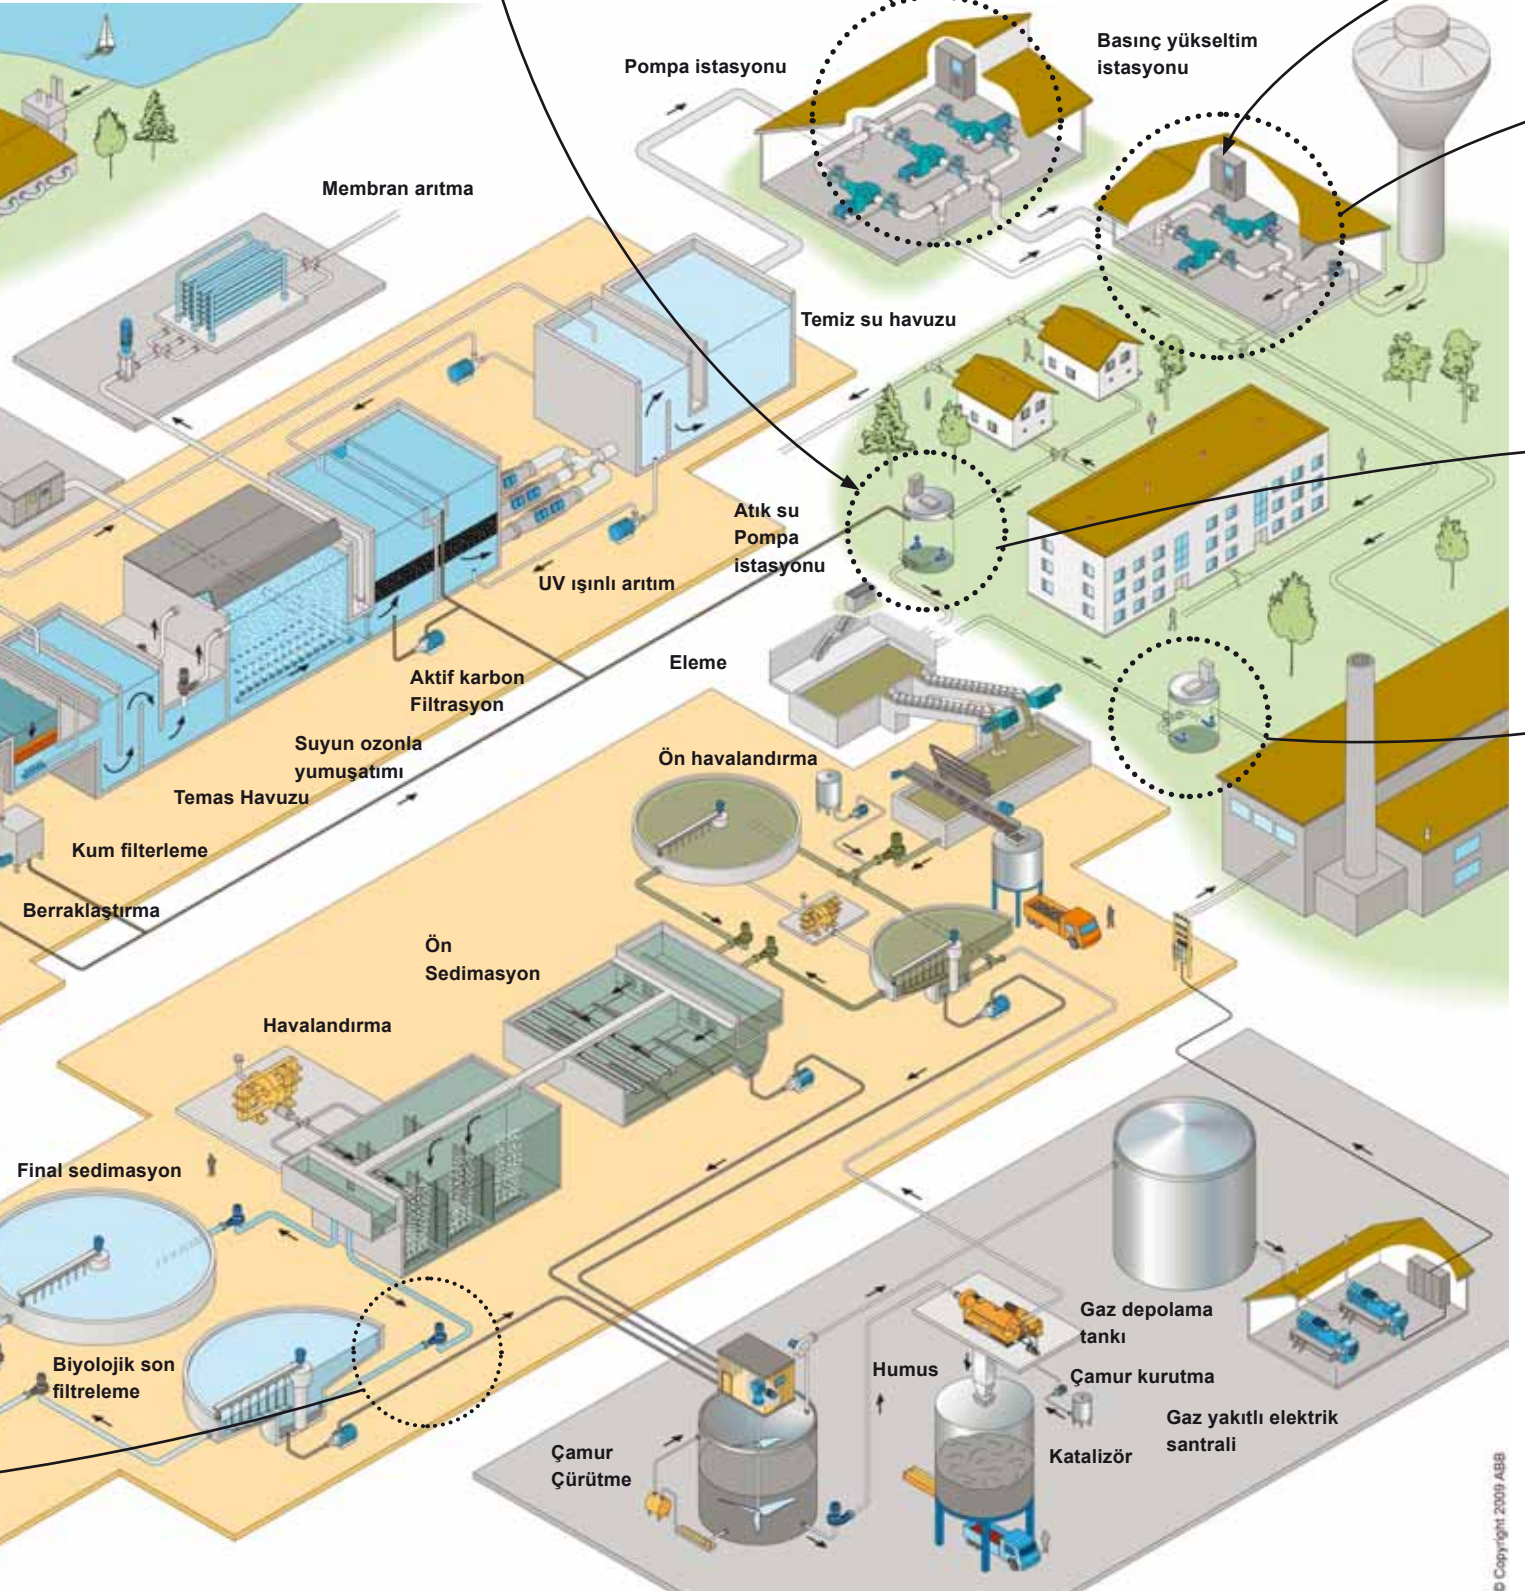 Pompa istasyonu
Basınç yükseltim
istasyonu
Membran arıtma
Temiz su havuzu
Atık su
Pompa
istasyonu
UV ışınlı arıtım
Eleme
Aktif karbon
Filtrasyon
Suyun ozonla
yumuşatımı
Ön havalandırma
Temas Havuzu
Kum filterleme
Berraklaştırma
Ön
Sedimasyon
Havalandırma
Final sedimasyon
Gaz depolama
tankı
Biyolojik son
filtreleme
Humus
Çamur kurutma
Gaz yakıtlı elektrik
santrali
Çamur
Çürütme
Katalizör
© Copyright 2009 ABB